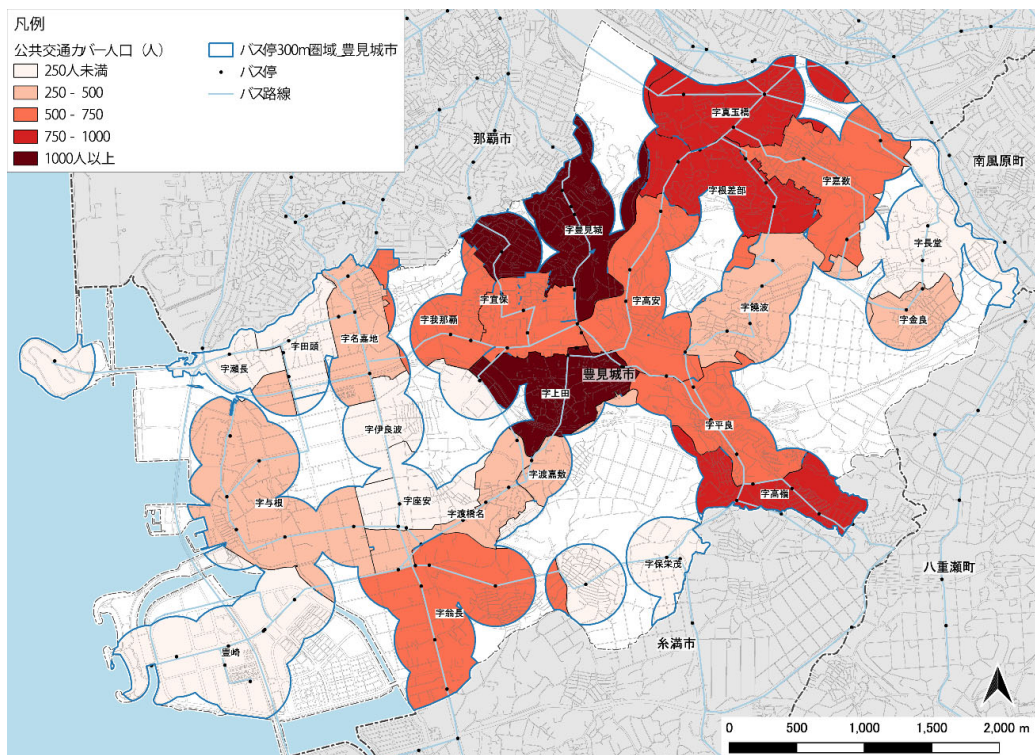 凡例
公共交通カバー人口（人）
250人未満
250 - 500
500 - 750
750 - 1000
1000人以上
バス停300m圏域_豊見城市
バス停
バス路線
那覇市
南風原町
字真玉橋
字根差部
字嘉数
字長堂
字豊見城
字高安
字宜保
字饒波
字金良
字我那覇
字名嘉地
字田頭
字瀬長
豊見城市
字上田
字平良
字伊良波
字渡嘉敷
字高嶺
字座安
字与根
字渡橋名
字保栄茂
八重瀬町
字翁長
糸満市
豊崎
0 500 1,000 1,500 2,000 m